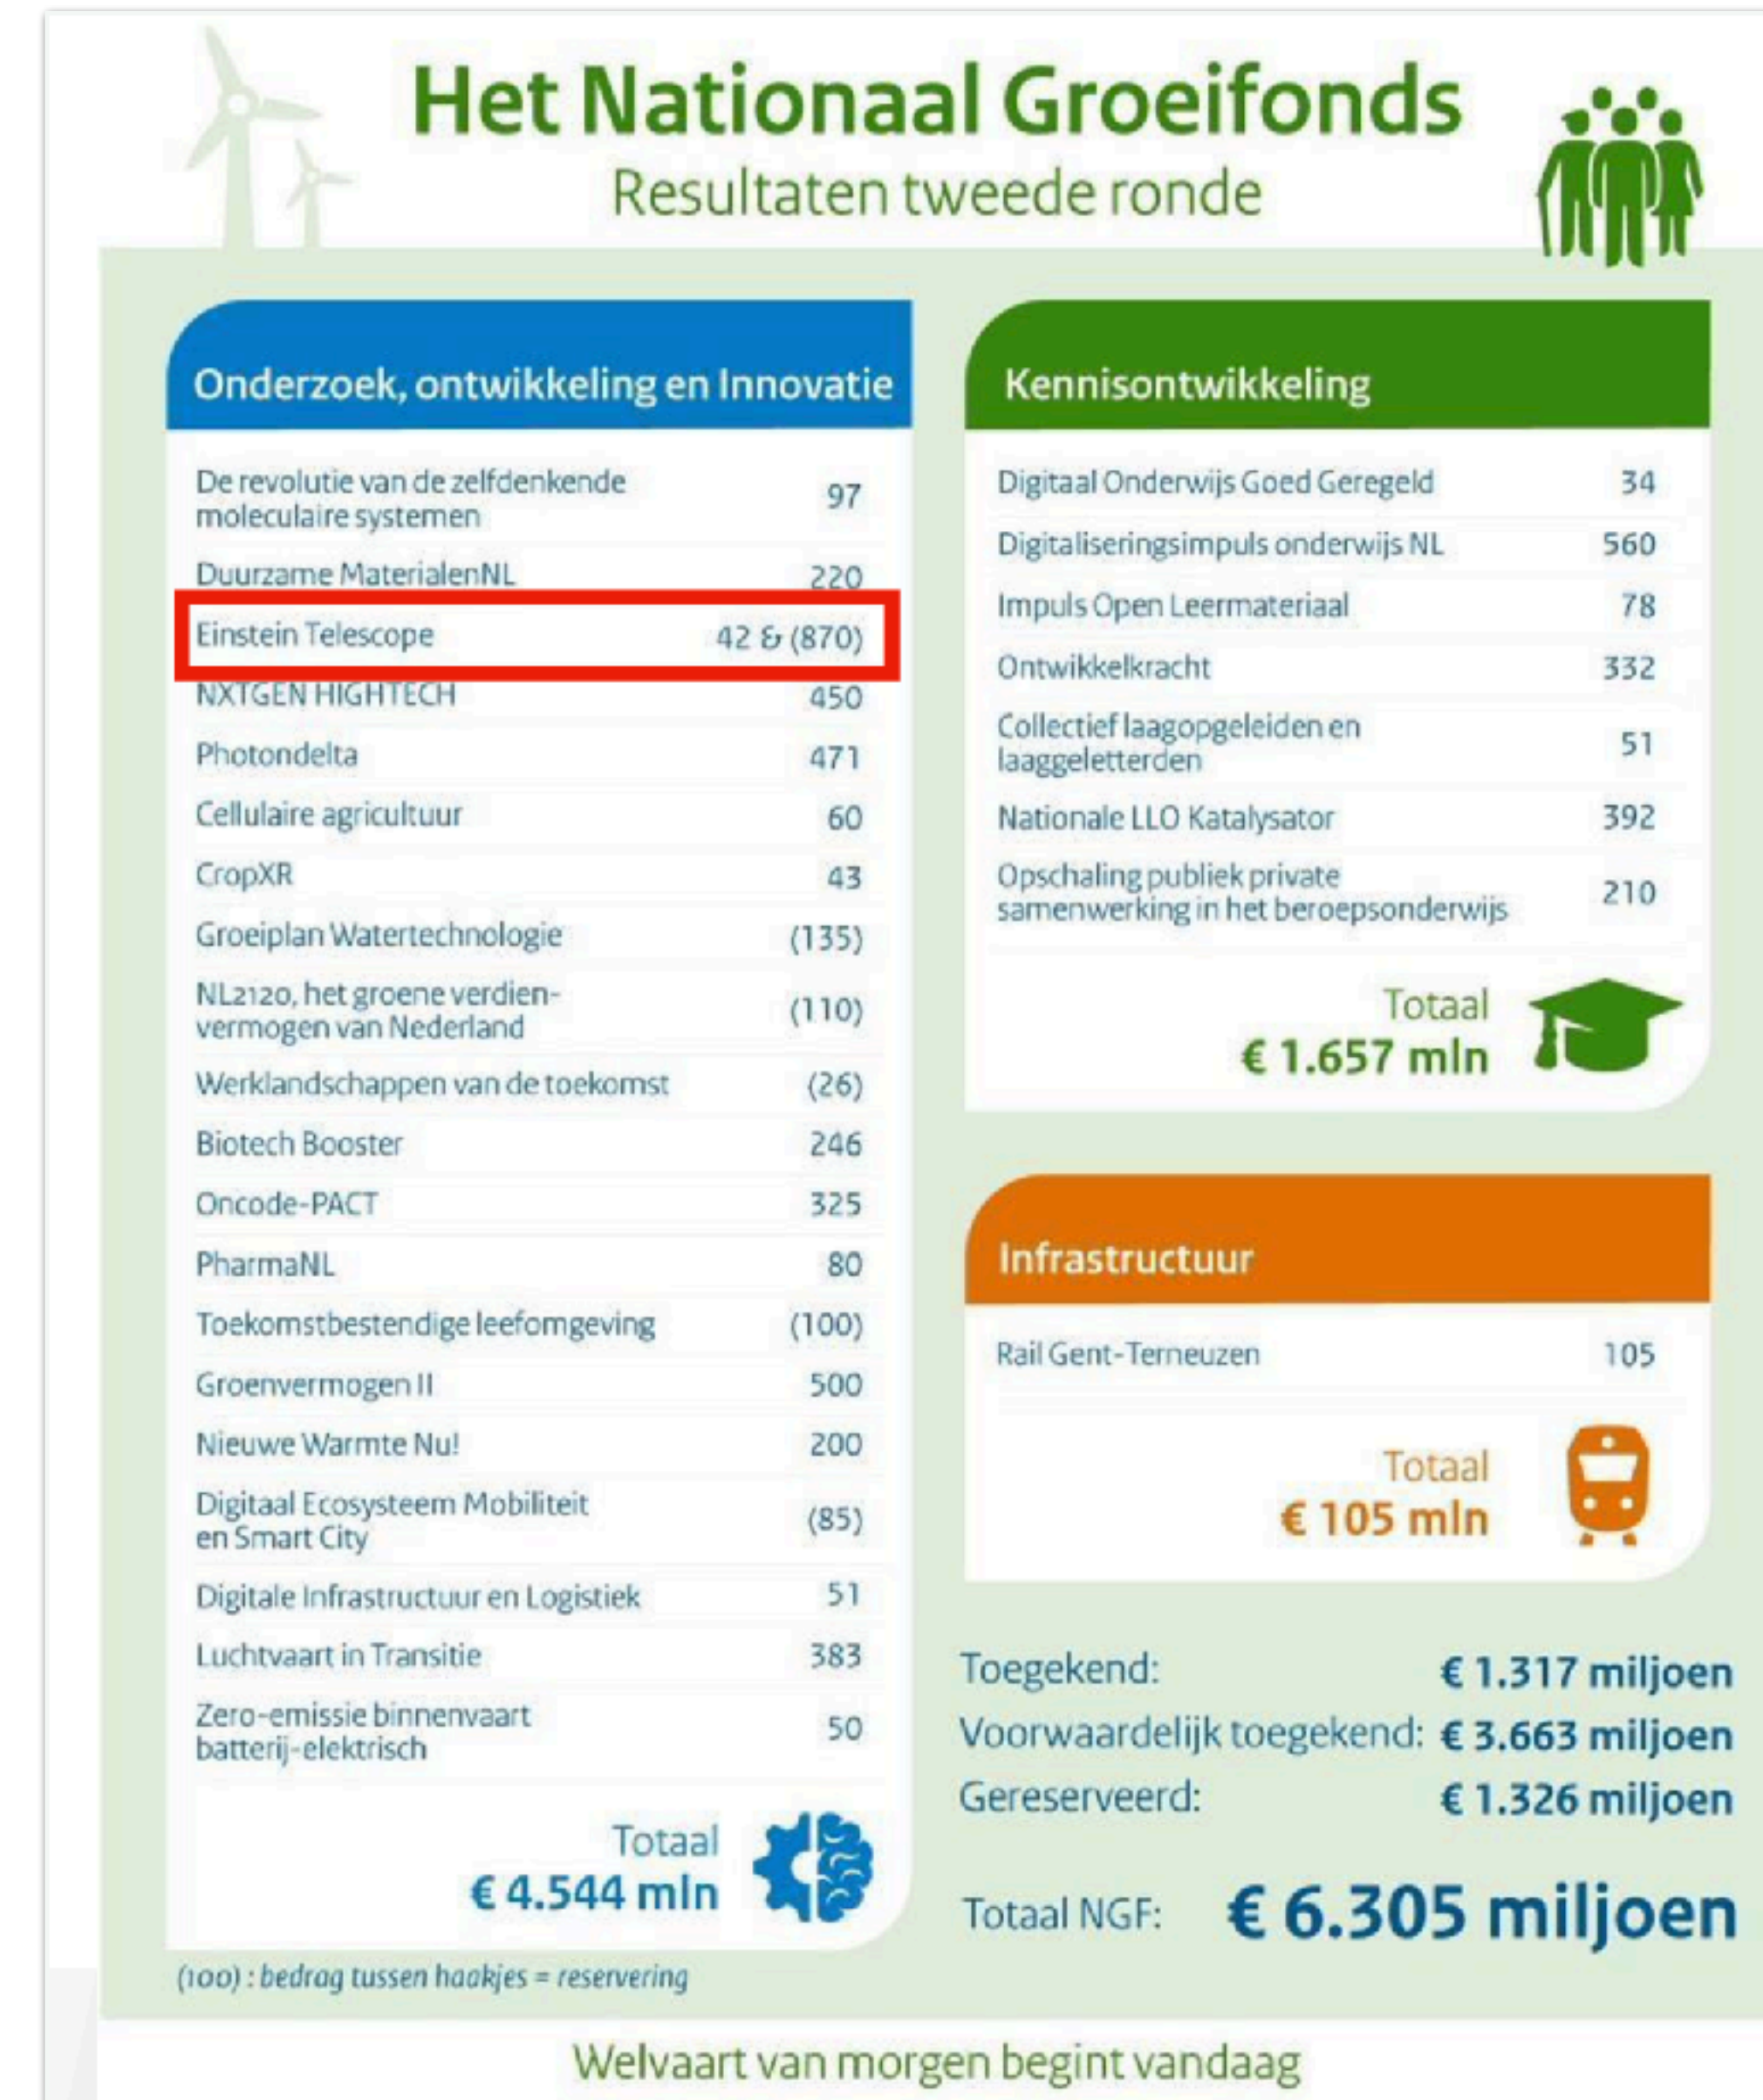 Het Nationaal Groeifonds
Resultaten tweede ronde
Onderzoek, ontwikkeling en Innovatie
De revolutie van de zelfdenkende
moleculaire systemen 97
Duurzame MaterialenNL 220
Einstein Telescope 42 & (870)
NXTGEN HIGHTECH 450
Photondelta 471
Cellulaire agricultuur 60
CropXR 43
Groeiplan Watertechnologie (135)
NL2120, het groene verdien-
vermogen van Nederland (110)
Werklandschappen van de toekomst (26)
Biotech Booster 246
Oncode-PACT 325
PharmaNL 80
Toekomstbestendige leefomgeving (100)
Groenvermogen II 500
Nieuwe Warmte Nu! 200
Digitaal Ecosysteem Mobiliteit
en Smart City (85)
Digitale Infrastructuur en Logistiek 51
Luchtvaart in Transitie 383
Zero-emissie binnenvaart
batterij-elektrisch 50
Totaal
€ 4.544 mln
(100) : bedrag tussen haakjes = reservering
Kennisontwikkeling
Digitaal Onderwijs Goed Geregeld 34
Digitaliseringsimpuls onderwijs NL 560
Impuls Open Leermateriaal 78
Ontwikkelkracht 332
Collectief laagopgeleiden en
laaggeletterden 51
Nationale LLO Katalysator 392
Opschaling publiek private
samenwerking in het beroepsonderwijs 210
Totaal
€ 1.657 mln
Infrastructuur
Rail Gent-Terneuzen 105
Totaal
€ 105 mln
Toegekend: € 1.317 miljoen
Voorwaardelijk toegekend: € 3.663 miljoen
Gereserveerd: € 1.326 miljoen
Totaal NGF: € 6.305 miljoen
Welvaart van morgen begint vandaag